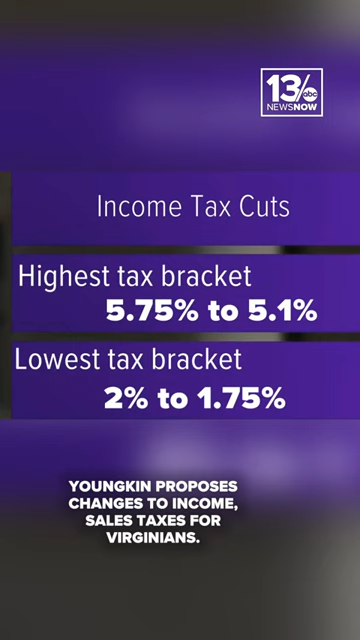 13
abc
NEWSNOW
Income Tax Cuts
Highest tax bracket
5.75% to 5.1%
Lowest tax bracket
2% to 1.75%
YOUNGKIN PROPOSES
CHANGES TO INCOME,
SALES TAXES FOR
VIRGINIANS.